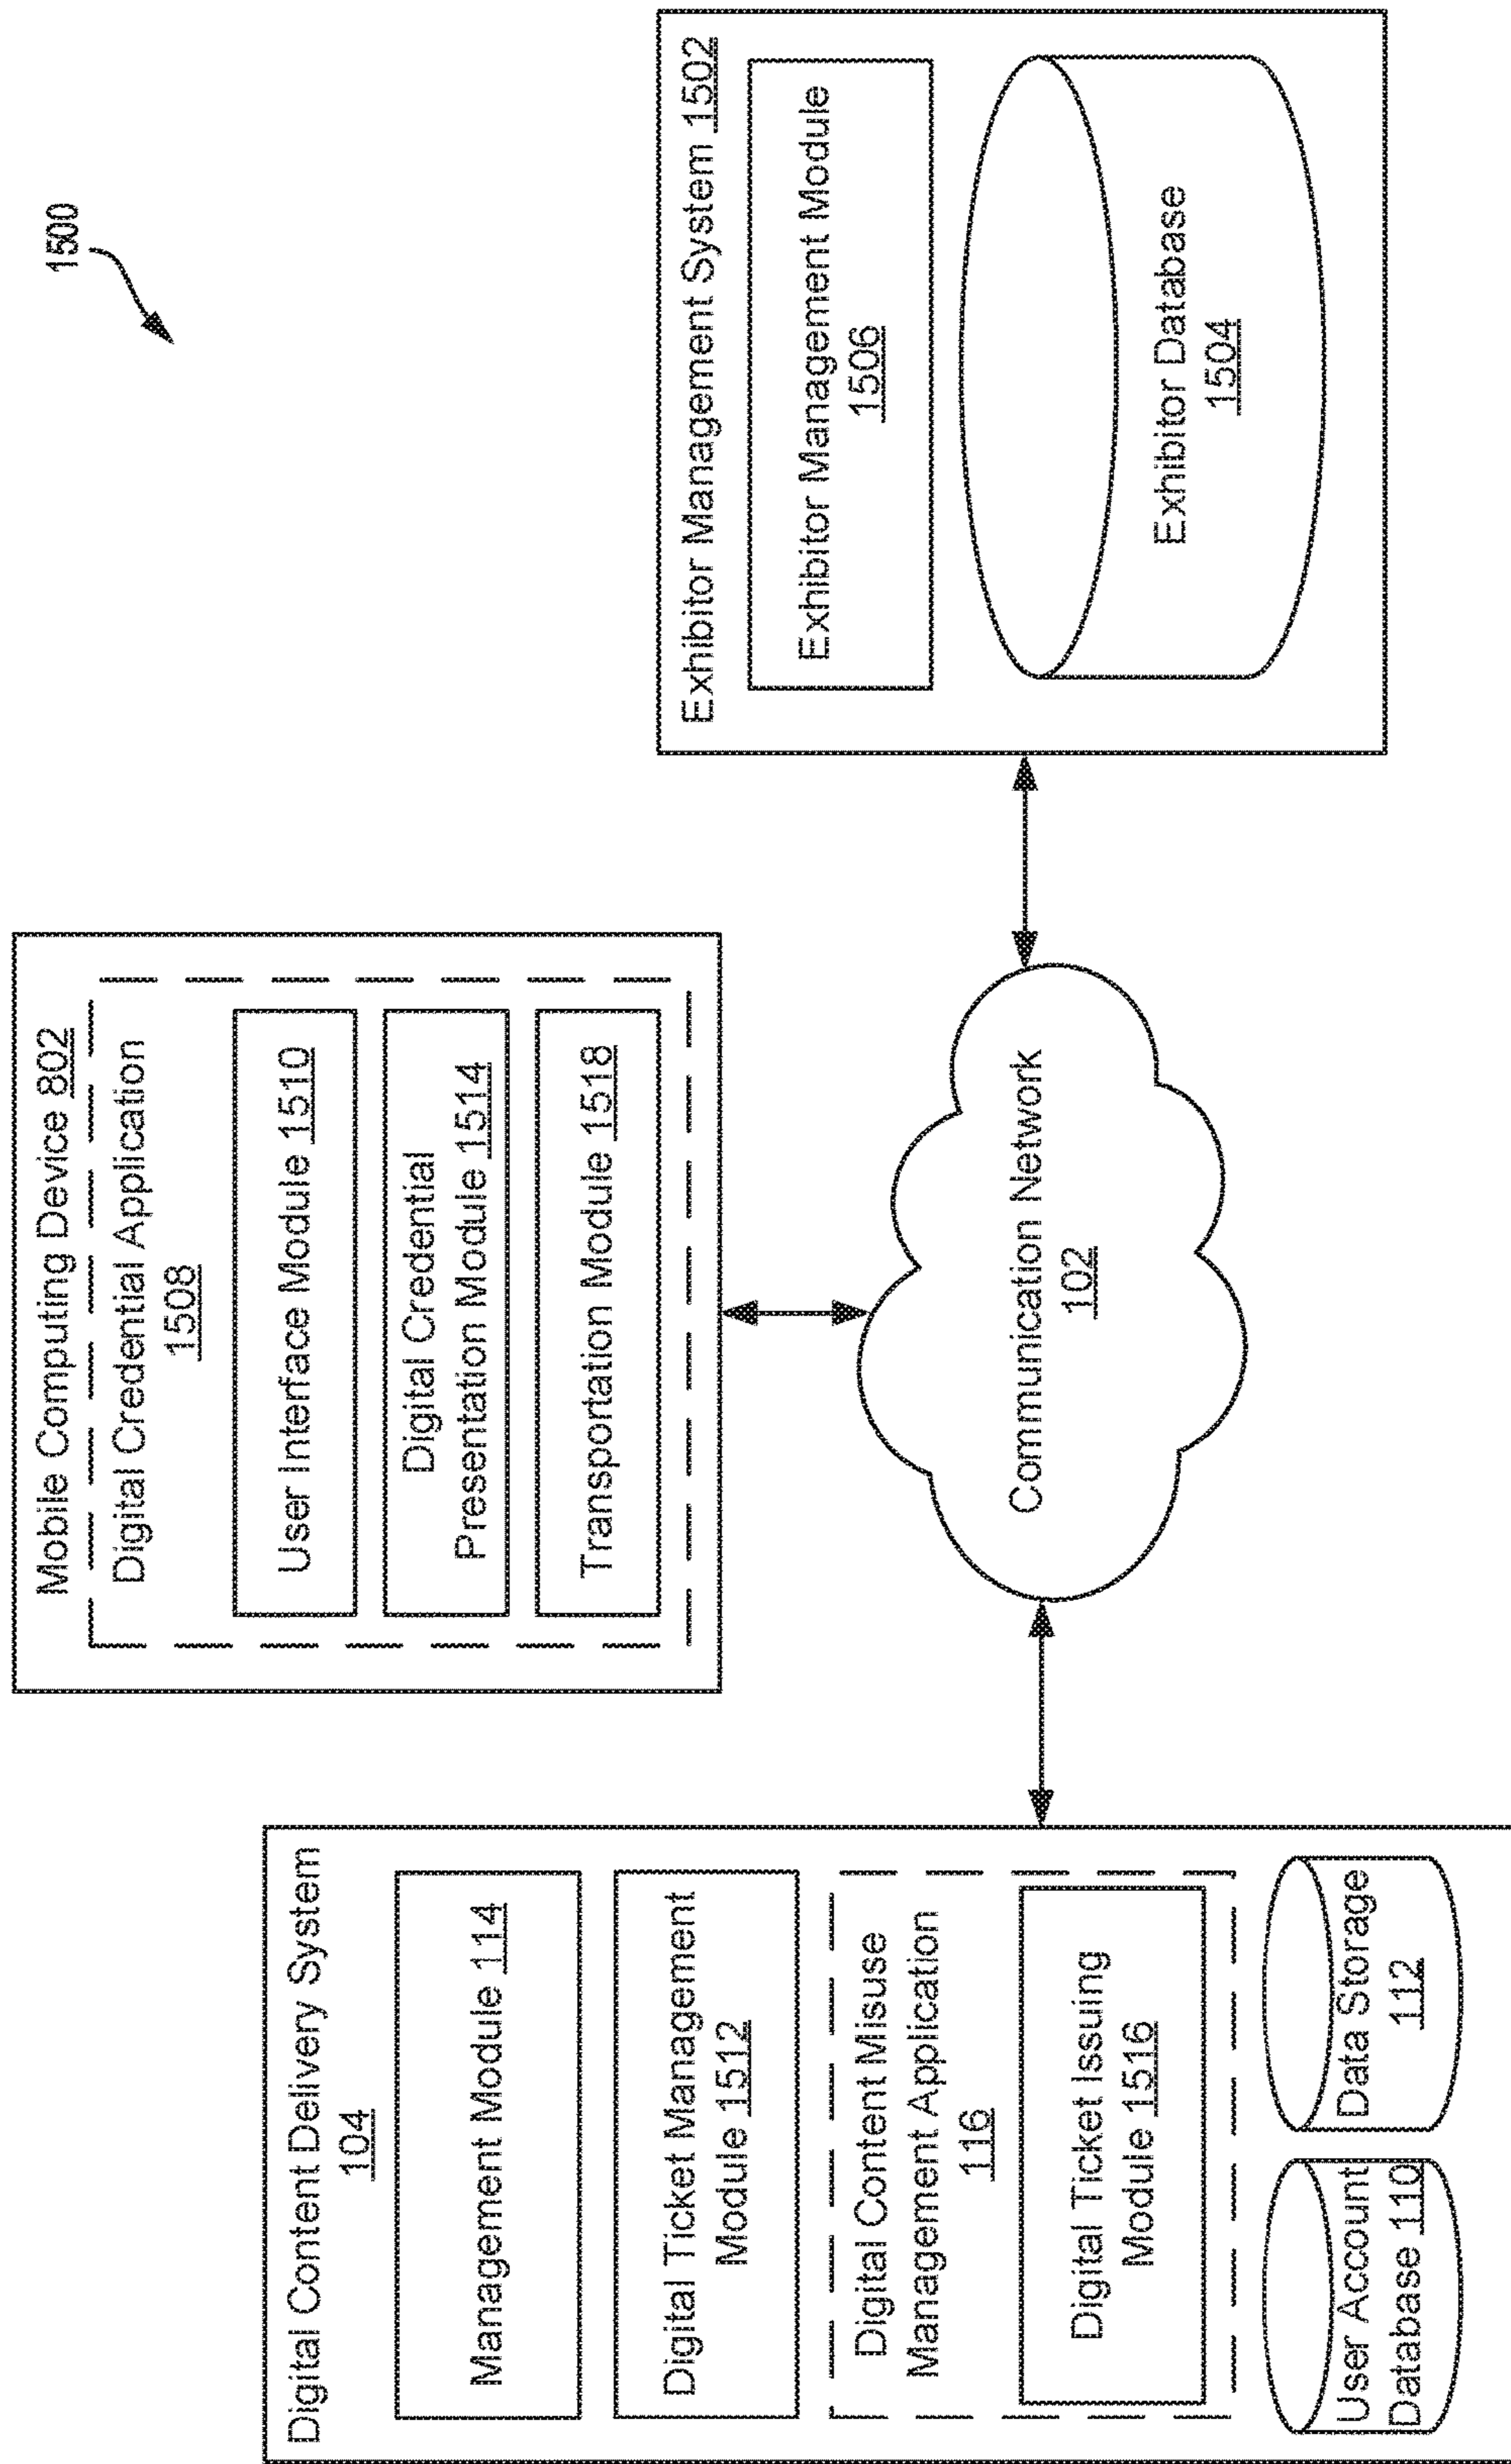 1500
Mobile Computing Device 802
Digital Credential Application
1508
User Interface Module 1510
Digital Credential
Presentation Module 1514
Transportation Module 1518
Digital Content Delivery System
104
Management Module 114
Digital Ticket Management
Module 1512
Digital Content Misuse
Management Application
116
Digital Ticket Issuing
Module 1516
User Account
Database 110
Data Storage
112
Communication Network
102
Exhibitor Management System 1502
Exhibitor Management Module
1506
Exhibitor Database
1504